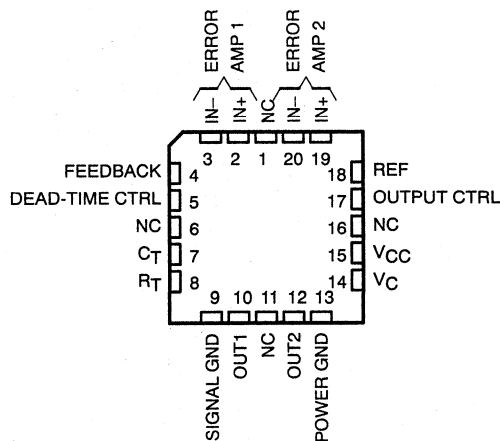 ERROR
AMP 1
ERROR
AMP 2
IN−
IN+
NC
IN−
IN+
3 2 1 20 19
FEEDBACK 4
DEAD-TIME CTRL 5
NC 6
CT 7
RT 8
18 REF
17 OUTPUT CTRL
16 NC
15 VCC
14 VC
9 10 11 12 13
SIGNAL GND
OUT1
NC
OUT2
POWER GND